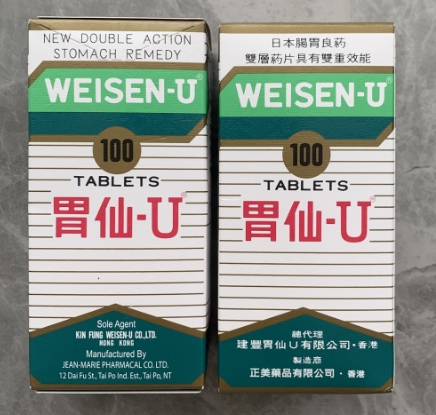 NEW DOUBLE ACTION
STOMACH REMEDY
WEISEN-U®
100
TABLETS
胃仙-U®
Sole Agent
KIN FUNG WEISEN-U CO.,LTD.
HONG KONG
Manufactured By
JEAN-MARIE PHARMACAL CO. LTD.
12 Dai Fu St., Tai Po Ind. Est., Tai Po, NT
日本腸胃良药
雙層药片具有雙重效能
WEISEN-U®
100
TABLETS
胃仙-U®
總代理
建豐胃仙U有限公司·香港
製造商
正美藥品有限公司·香港